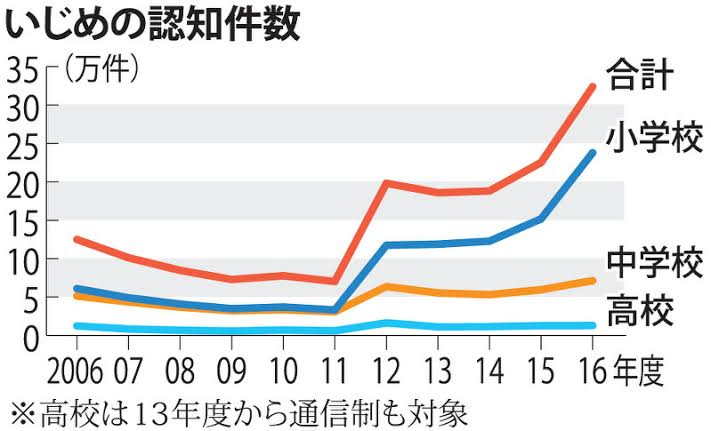 いじめの認知件数
35(万件)
30
25
20
15
10
5
0
合計
小学校
中学校
高校
2006 07 08 09 10 11 12 13 14 15 16年度
※高校は13年度から通信制も対象